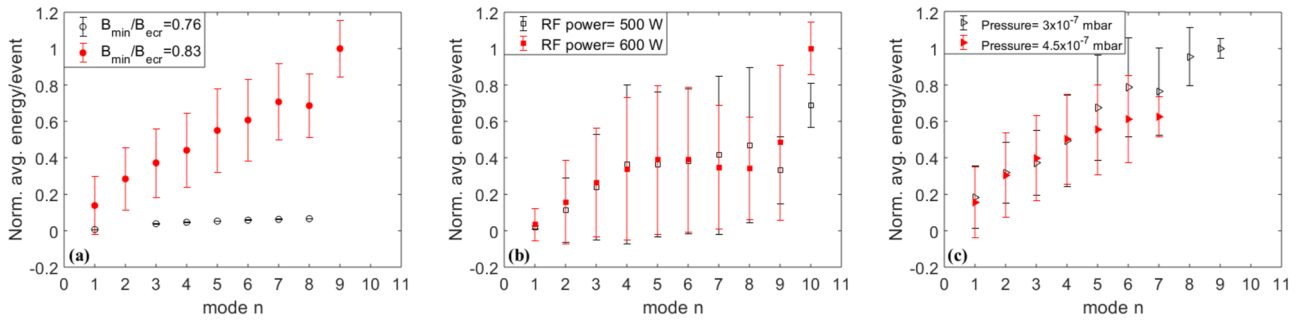 1.2
1
0.8
0.6
0.4
0.2
0
-0.2
Norm. avg. energy/event
B_min/B_ecr=0.76
B_min/B_ecr=0.83
(a)
0 1 2 3 4 5 6 7 8 9 10 11
mode n
1.2
1
0.8
0.6
0.4
0.2
0
-0.2
Norm. avg. energy/event
RF power= 500 W
RF power= 600 W
(b)
0 1 2 3 4 5 6 7 8 9 10 11
mode n
1.2
1
0.8
0.6
0.4
0.2
0
-0.2
Norm. avg. energy/event
Pressure= 3x10⁻⁷ mbar
Pressure= 4.5x10⁻⁷ mbar
(c)
0 1 2 3 4 5 6 7 8 9 10 11
mode n